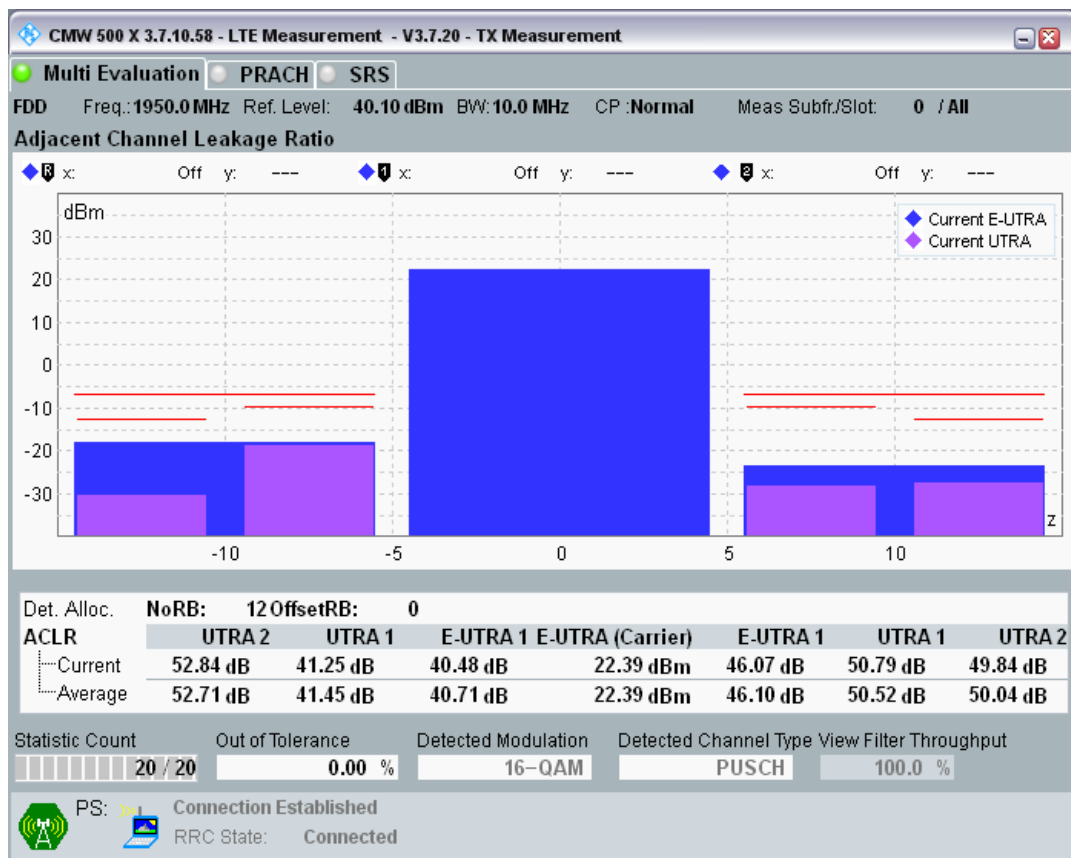 CMW 500 X 3.7.10.58 - LTE Measurement - V3.7.20 - TX Measurement
Multi Evaluation PRACH SRS
FDD Freq.: 1950.0 MHz Ref. Level: 40.10 dBm BW: 10.0 MHz CP :Normal Meas Subfr./Slot: 0 / All
Adjacent Channel Leakage Ratio
R x: Off y: --- 1 x: Off y: --- 2 x: Off y: ---
dBm
Current E-UTRA
Current UTRA
30
20
10
0
-10
-20
-30
z
-10 -5 0 5 10
Det. Alloc. NoRB: 12 OffsetRB: 0
ACLR UTRA 2 UTRA 1 E-UTRA 1 E-UTRA (Carrier) E-UTRA 1 UTRA 1 UTRA 2
Current 52.84 dB 41.25 dB 40.48 dB 22.39 dBm 46.07 dB 50.79 dB 49.84 dB
Average 52.71 dB 41.45 dB 40.71 dB 22.39 dBm 46.10 dB 50.52 dB 50.04 dB
Statistic Count Out of Tolerance Detected Modulation Detected Channel Type View Filter Throughput
20 / 20 0.00 % 16-QAM PUSCH 100.0 %
PS: Connection Established
RRC State: Connected